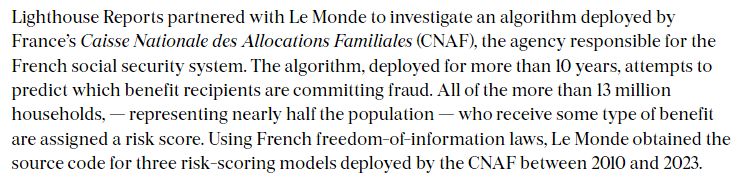 Lighthouse Reports partnered with Le Monde to investigate an algorithm deployed by
France’s Caisse Nationale des Allocations Familiales (CNAF), the agency responsible for the
French social security system. The algorithm, deployed for more than 10 years, attempts to
predict which benefit recipients are committing fraud. All of the more than 13 million
households, — representing nearly half the population — who receive some type of benefit
are assigned a risk score. Using French freedom-of-information laws, Le Monde obtained the
source code for three risk-scoring models deployed by the CNAF between 2010 and 2023.